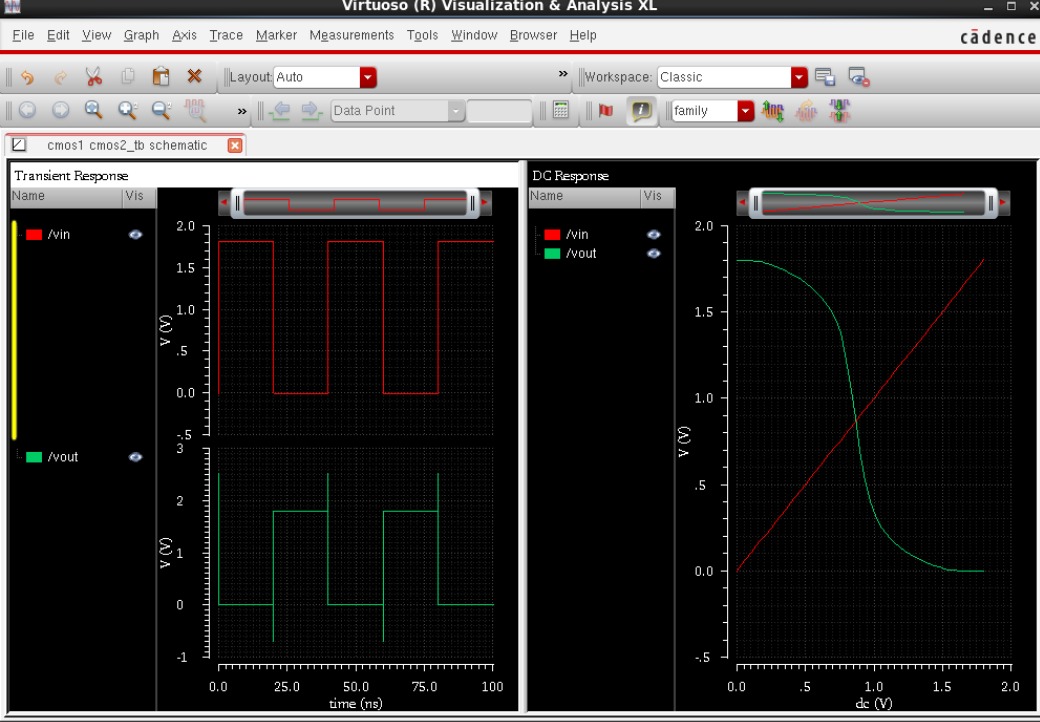 Virtuoso (R) Visualization & Analysis XL
File Edit View Graph Axis Trace Marker Measurements Tools Window Browser Help
cādence
Layout: Auto
» Workspace: Classic
» Data Point
family
cmos1 cmos2_tb schematic
Transient Response
Name Vis
/vin
2.0
1.5
1.0
.5
0.0
-.5
V (V)
/vout
3
2
1
0
-1
V (V)
0.0 25.0 50.0 75.0 100
time (ns)
DC Response
Name Vis
/vin
/vout
2.0
1.5
1.0
.5
0.0
-.5
V (V)
0.0 .5 1.0 1.5 2.0
dc (V)